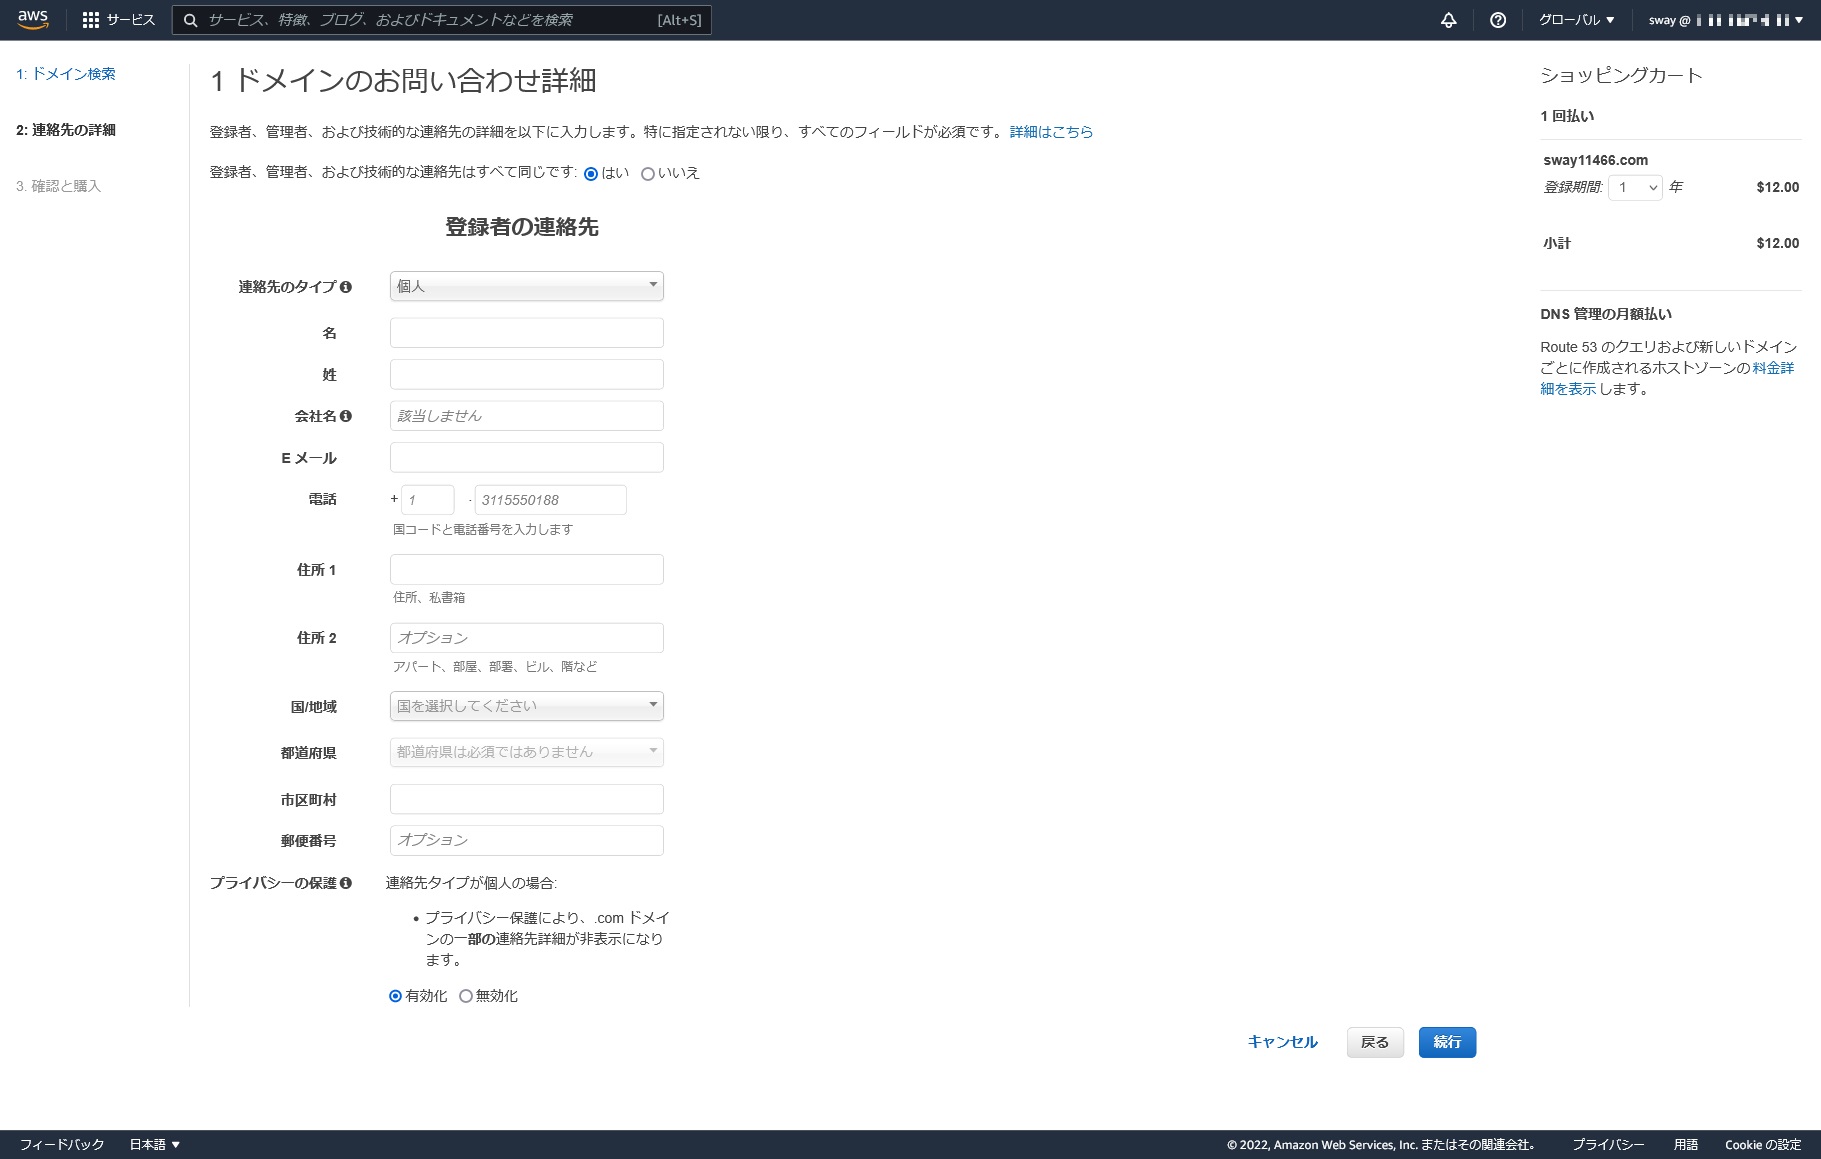 aws
サービス
サービス、特徴、ブログ、およびドキュメントなどを検索 [Alt+S]
グローバル ▼
sway @
1: ドメイン検索
2: 連絡先の詳細
3. 確認と購入
1 ドメインのお問い合わせ詳細
登録者、管理者、および技術的な連絡先の詳細を以下に入力します。特に指定されない限り、すべてのフィールドが必須です。 詳細はこちら
登録者、管理者、および技術的な連絡先はすべて同じです: はい いいえ
登録者の連絡先
連絡先のタイプ 個人
名
姓
会社名 該当しません
E メール
電話 + 1 . 3115550188
国コードと電話番号を入力します
住所 1
住所、私書箱
住所 2 オプション
アパート、部屋、部署、ビル、階など
国/地域 国を選択してください
都道府県 都道府県は必須ではありません
市区町村
郵便番号 オプション
プライバシーの保護 連絡先タイプが個人の場合:
• プライバシー保護により、.com ドメイ
ンの一部の連絡先詳細が非表示になり
ます。
有効化 無効化
キャンセル 戻る 続行
ショッピングカート
1 回払い
sway11466.com
登録期間: 1 年 $12.00
小計 $12.00
DNS 管理の月額払い
Route 53 のクエリおよび新しいドメイン
ごとに作成されるホストゾーンの 料金詳
細を表示 します。
フィードバック 日本語 ▼
© 2022, Amazon Web Services, Inc. またはその関連会社。 プライバシー 用語 Cookie の設定